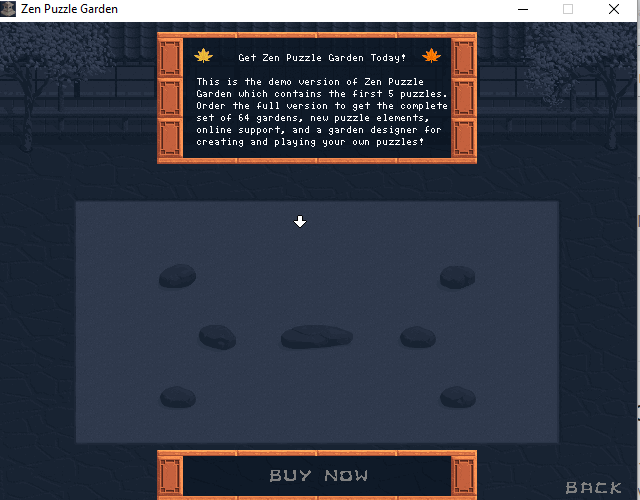 Zen Puzzle Garden
Get Zen Puzzle Garden Today!
This is the demo version of Zen Puzzle
Garden which contains the first 5 puzzles.
Order the full version to get the complete
set of 64 gardens, new puzzle elements,
online support, and a garden designer for
creating and playing your own puzzles!
BUY NOW
BACK